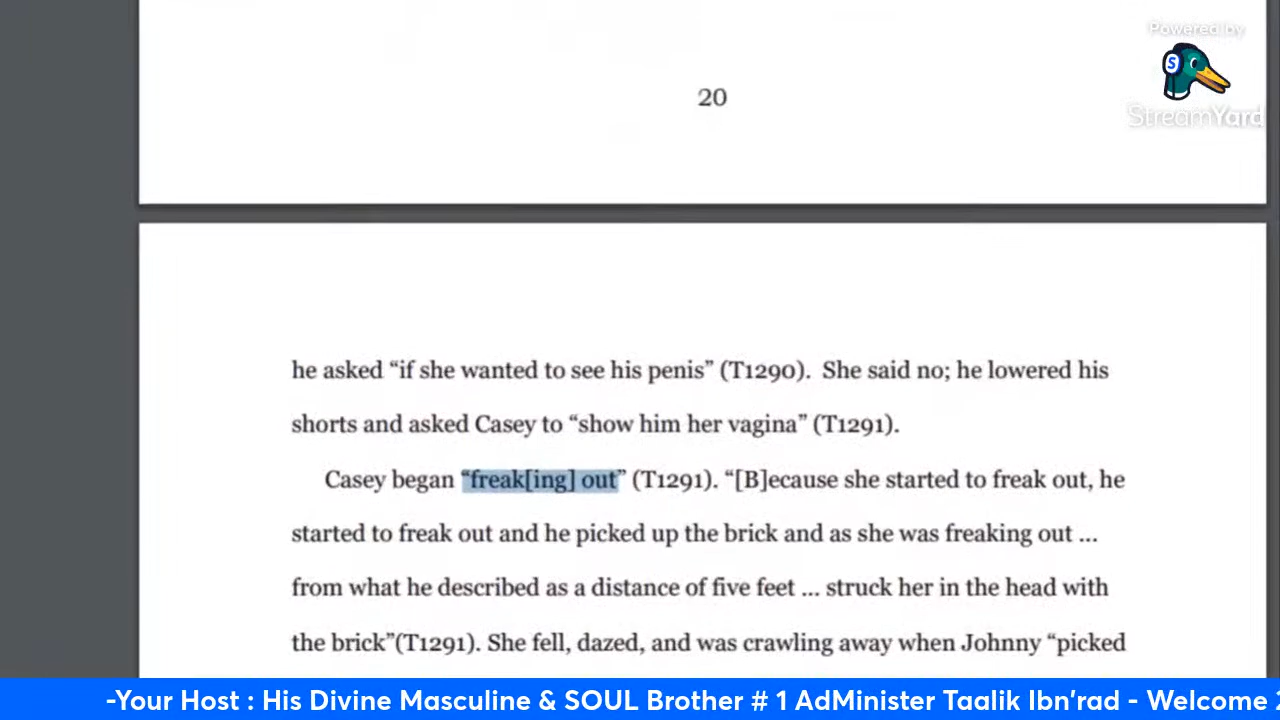 Powered by
StreamYard
20
he asked “if she wanted to see his penis” (T1290). She said no; he lowered his
shorts and asked Casey to “show him her vagina” (T1291).
Casey began “freak[ing] out” (T1291). “[B]ecause she started to freak out, he
started to freak out and he picked up the brick and as she was freaking out ...
from what he described as a distance of five feet ... struck her in the head with
the brick”(T1291). She fell, dazed, and was crawling away when Johnny “picked
-Your Host : His Divine Masculine & SOUL Brother # 1 AdMinister Taalik Ibn'rad - Welcome